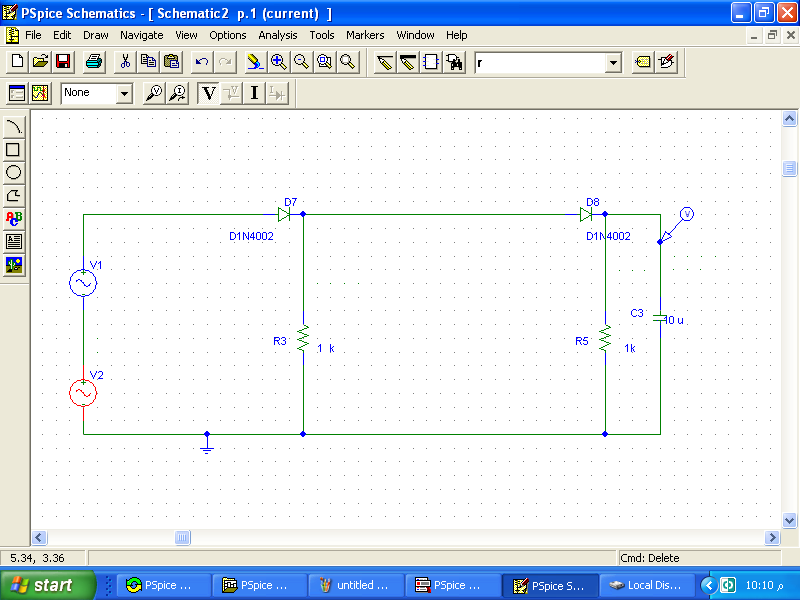 PSpice Schematics - [ Schematic2 p.1 (current) ]
File Edit Draw Navigate View Options Analysis Tools Markers Window Help
r
None V I
ABC
D7 D8
D1N4002 D1N4002
V1
C3 10 u
R3 1 k R5 1k
V2
5.34, 3.36 Cmd: Delete
start PSpice ... PSpice ... untitled ... PSpice ... PSpice S... Local Dis... 10:10 م